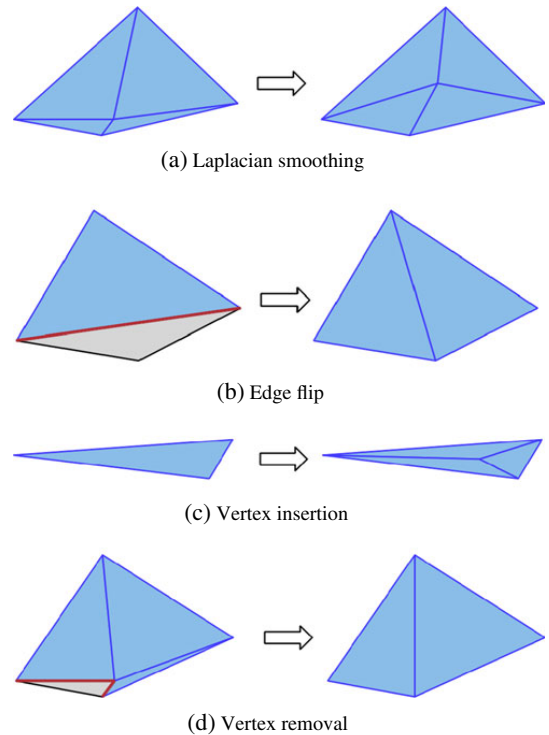 (a) Laplacian smoothing
(b) Edge flip
(c) Vertex insertion
(d) Vertex removal